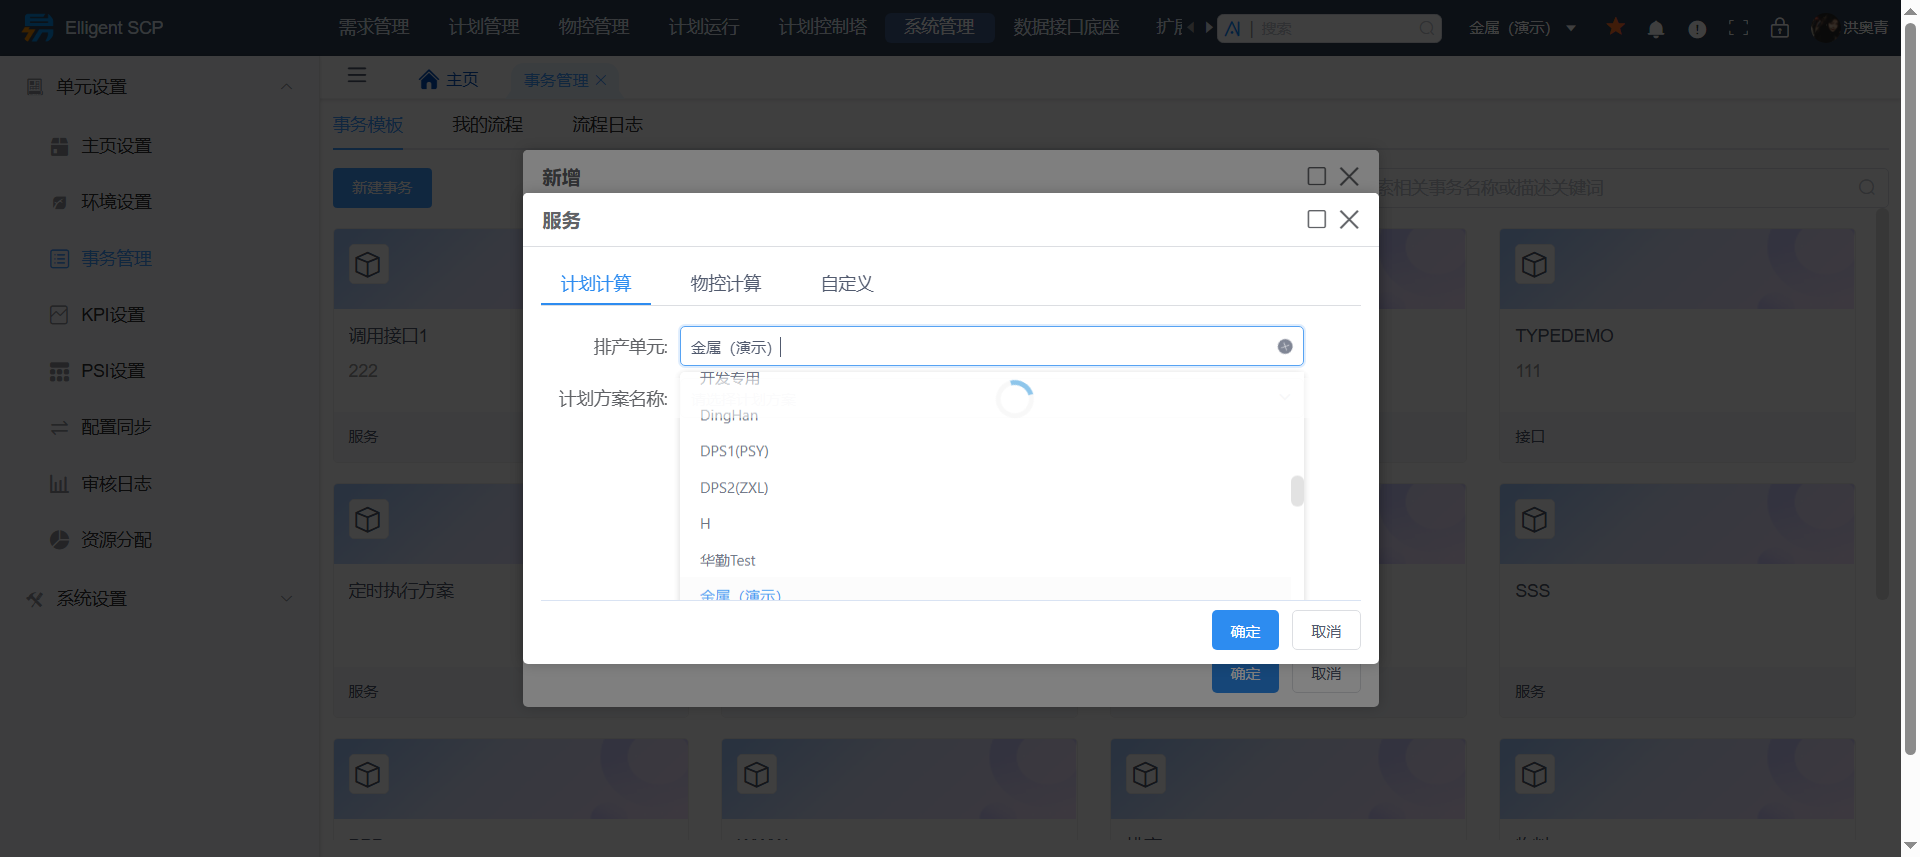 Elligent SCP
需求管理
计划管理
物控管理
计划运行
计划控制塔
系统管理
数据接口底座
搜索
金属（演示）
洪奥青
单元设置
主页设置
环境设置
事务管理
KPI设置
PSI设置
配置同步
审核日志
资源分配
系统设置
主页
事务管理
事务模板
我的流程
流程日志
新建事务
索相关事务名称或描述关键词
调用接口1
222
服务
TYPEDEMO
111
接口
定时执行方案
服务
SSS
服务
新增
服务
计划计算
物控计算
自定义
排产单元:
金属（演示）
计划方案名称:
开发专用
DingHan
DPS1(PSY)
DPS2(ZXL)
H
华勤Test
金属（演示）
确定
取消
确定
取消